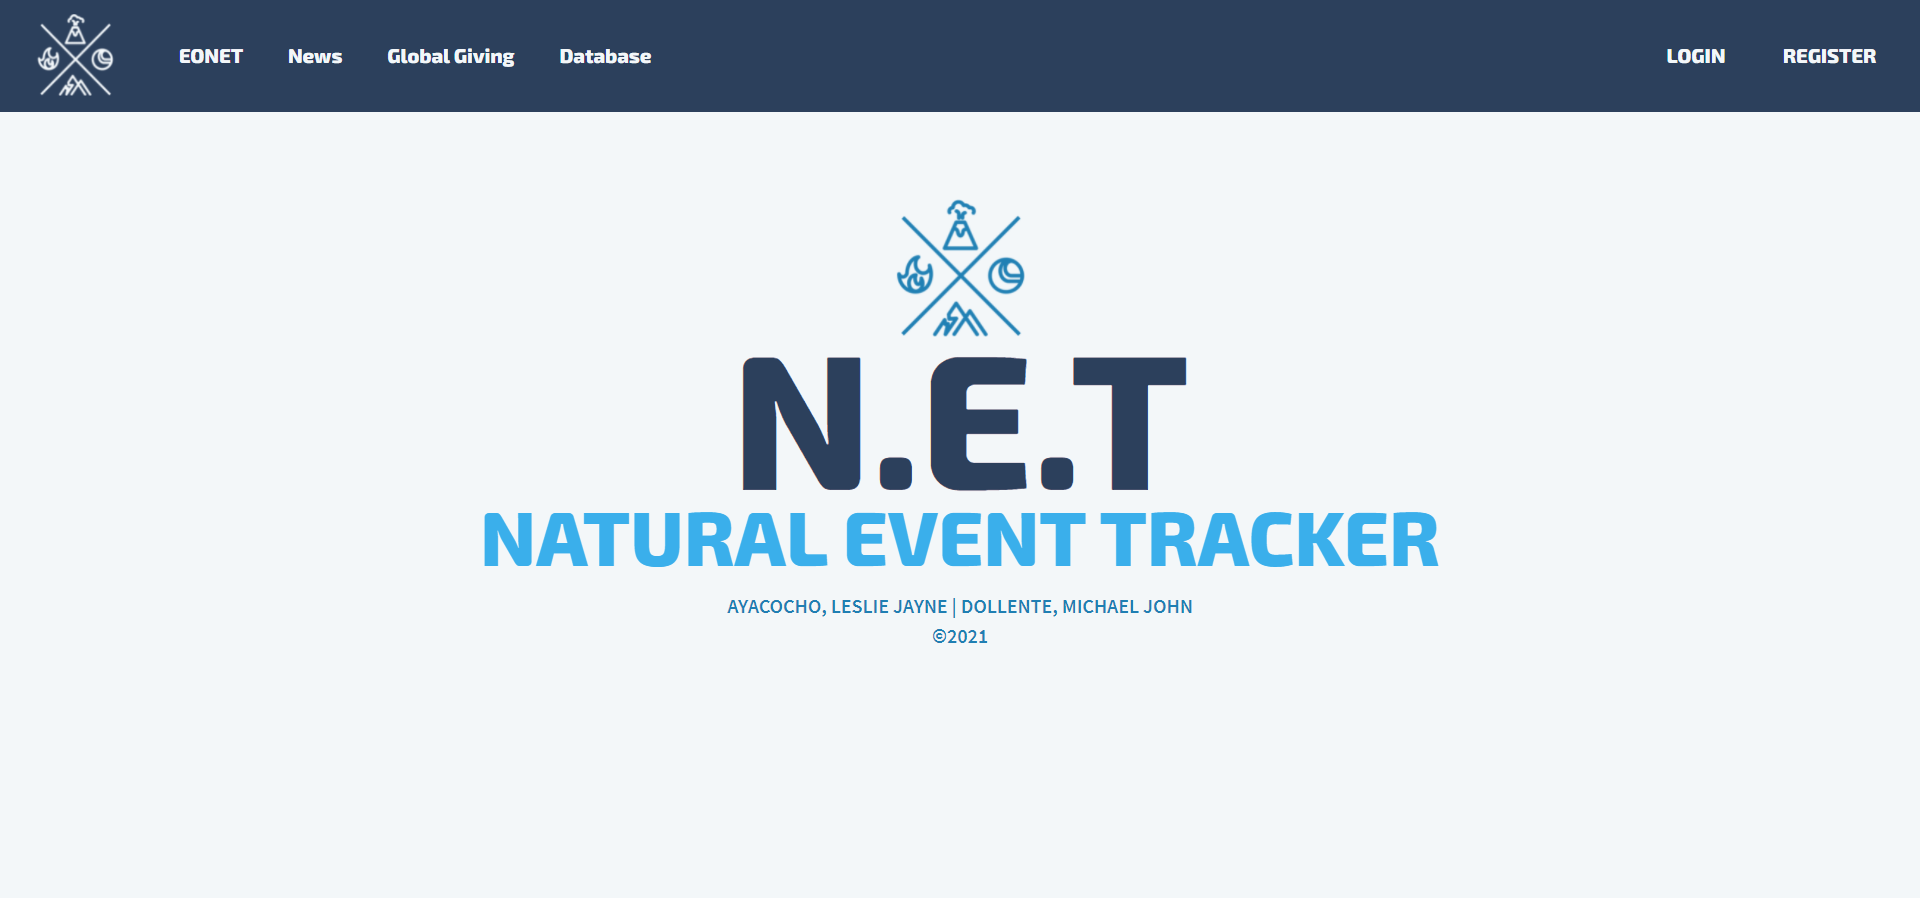 EONET News Global Giving Database LOGIN REGISTER
N.E.T
NATURAL EVENT TRACKER
AYACOCHO, LESLIE JAYNE | DOLLENTE, MICHAEL JOHN
©2021